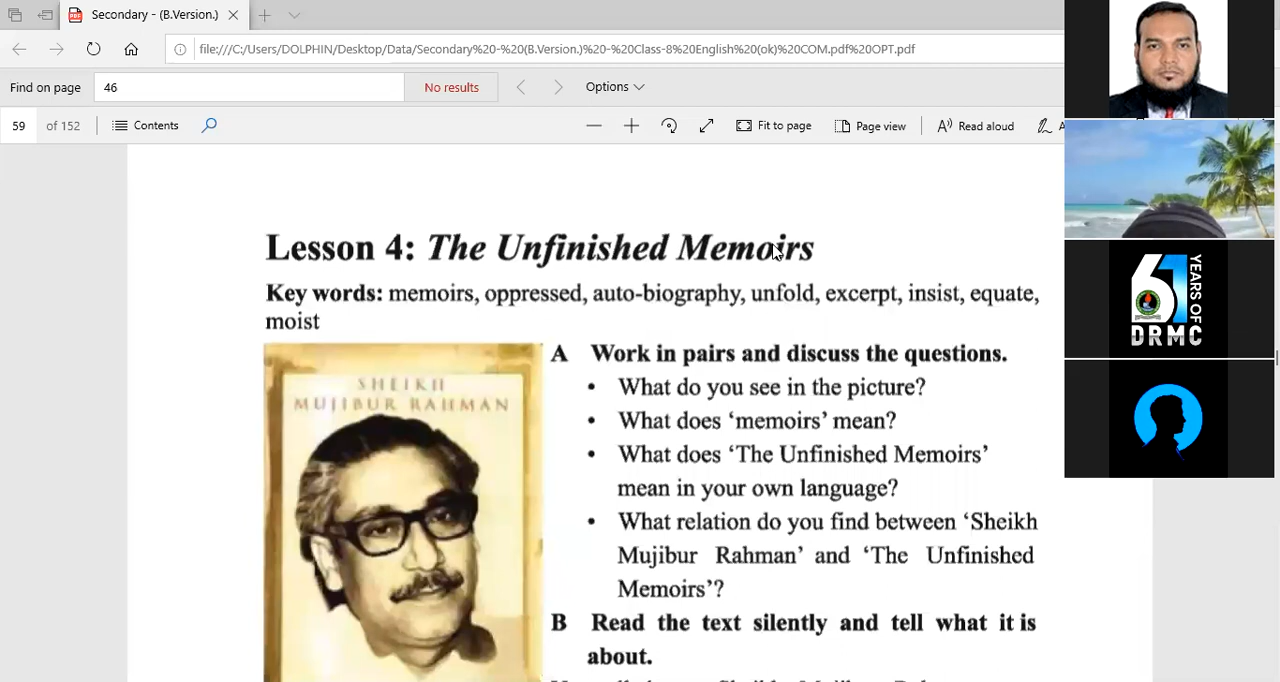 Secondary - (B.Version.)
file:///C:/Users/DOLPHIN/Desktop/Data/Secondary%20-%20(B.Version.)%20-%20Class-8%20English%20(ok)%20COM.pdf%20OPT.pdf
Find on page
46
No results
Options
59
of 152
Contents
Fit to page
Page view
Read aloud
Lesson 4: The Unfinished Memoirs
Key words: memoirs, oppressed, auto-biography, unfold, excerpt, insist, equate,
moist
SHEIKH
MUJIBUR RAHMAN
A Work in pairs and discuss the questions.
• What do you see in the picture?
• What does ‘memoirs’ mean?
• What does ‘The Unfinished Memoirs’
mean in your own language?
• What relation do you find between ‘Sheikh
Mujibur Rahman’ and ‘The Unfinished
Memoirs’?
B Read the text silently and tell what it is
about.
61
YEARS OF
DRMC